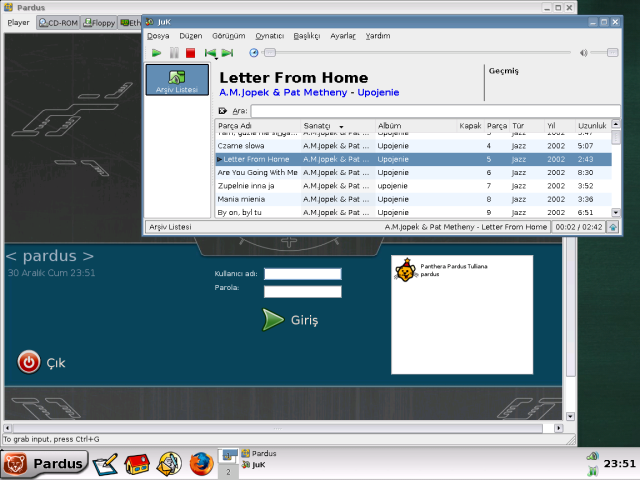 Pardus
Player CD-ROM Floppy Eth
JuK
Dosya Düzen Görünüm Oynatıcı Başlıkçı Ayarlar Yardım
Arşiv Listesi
Letter From Home
A.M.Jopek & Pat Metheny - Upojenie
Geçmiş
Ara:
Parça Adı Sanatçı Albüm Kapak Parça Tür Yıl Uzunluk
A.M.Jopek & Pat ... Upojenie 3 Jazz 2002 5:47
Czarne slowa A.M.Jopek & Pat ... Upojenie 4 Jazz 2002 5:07
Letter From Home A.M.Jopek & Pat ... Upojenie 5 Jazz 2002 2:43
Are You Going With Me A.M.Jopek & Pat ... Upojenie 6 Jazz 2002 8:30
Zupelnie inna ja A.M.Jopek & Pat ... upojenie 7 Jazz 2002 3:52
Mania mienia A.M.Jopek & Pat ... Upojenie 8 Jazz 2002 3:36
By on, byl tu A.M.Jopek & Pat ... Upojenie 9 Jazz 2002 6:51
Arşiv Listesi A.M.Jopek & Pat Metheny - Letter From Home 00:02 / 02:42
< pardus >
30 Aralık Cum 23:51
Kullanıcı adı:
Parola:
Giriş
Panthera Pardus Tulliana
pardus
Çık
To grab input, press Ctrl+G
Pardus
2
Pardus
JuK
23:51